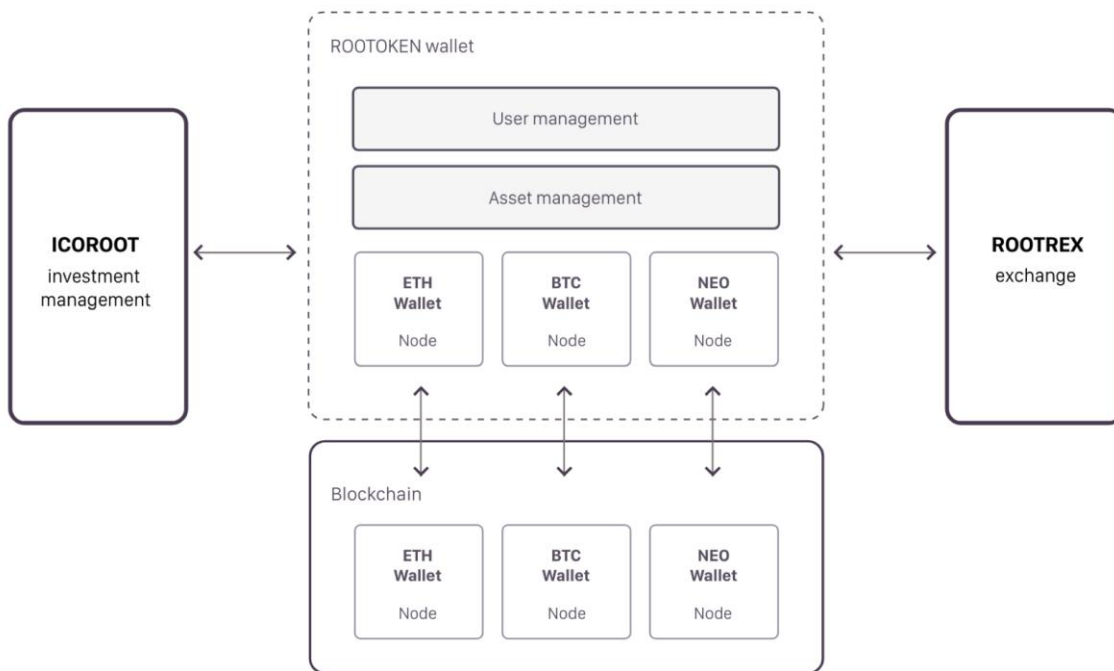 ROOTOKEN wallet
User management
Asset management
ICOROOT
investment
management
ROOTREX
exchange
ETH
Wallet
Node
BTC
Wallet
Node
NEO
Wallet
Node
Blockchain
ETH
Wallet
Node
BTC
Wallet
Node
NEO
Wallet
Node